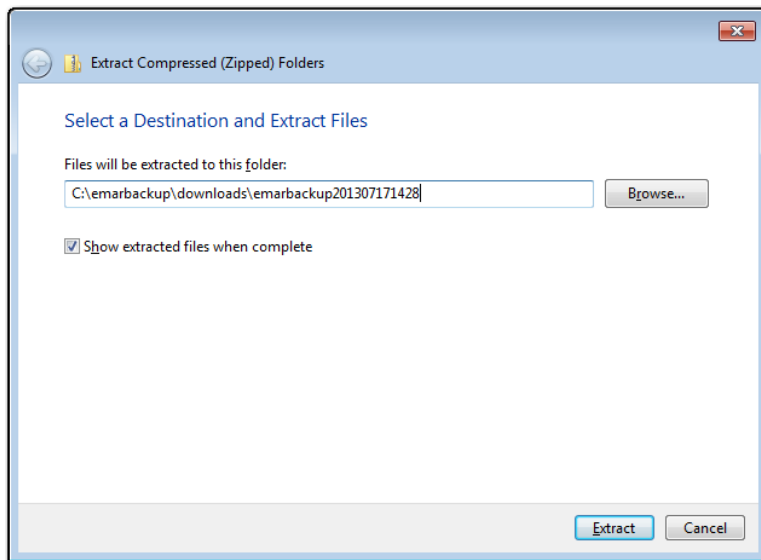 Extract Compressed (Zipped) Folders
Select a Destination and Extract Files
Files will be extracted to this folder:
C:\emarbackup\downloads\emarbackup201307171428
Browse...
Show extracted files when complete
Extract
Cancel